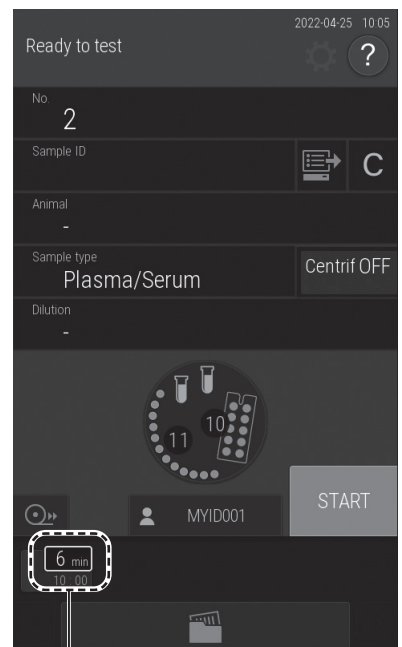 2022-04-25 10:05
Ready to test
?
No.
2
Sample ID
C
Animal
-
Sample type
Plasma/Serum
Centrif OFF
Dilution
-
10
11
MYID001
START
6 min
10 00